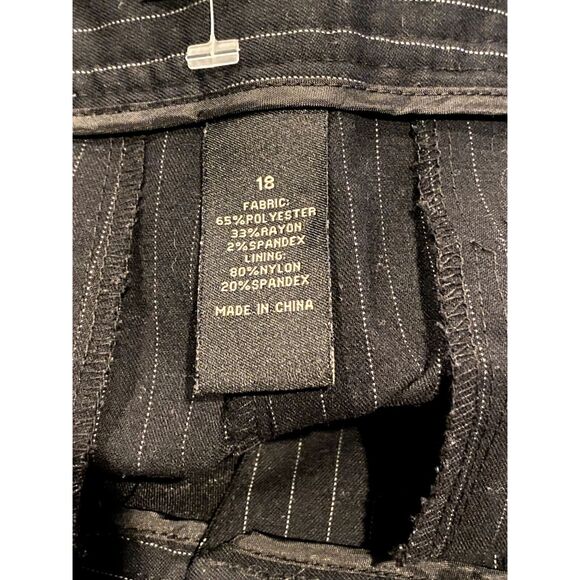 18
FABRIC:
65%POLYESTER
33%RAYON
2%SPANDEX
LINING:
80%NYLON
20%SPANDEX
MADE IN CHINA